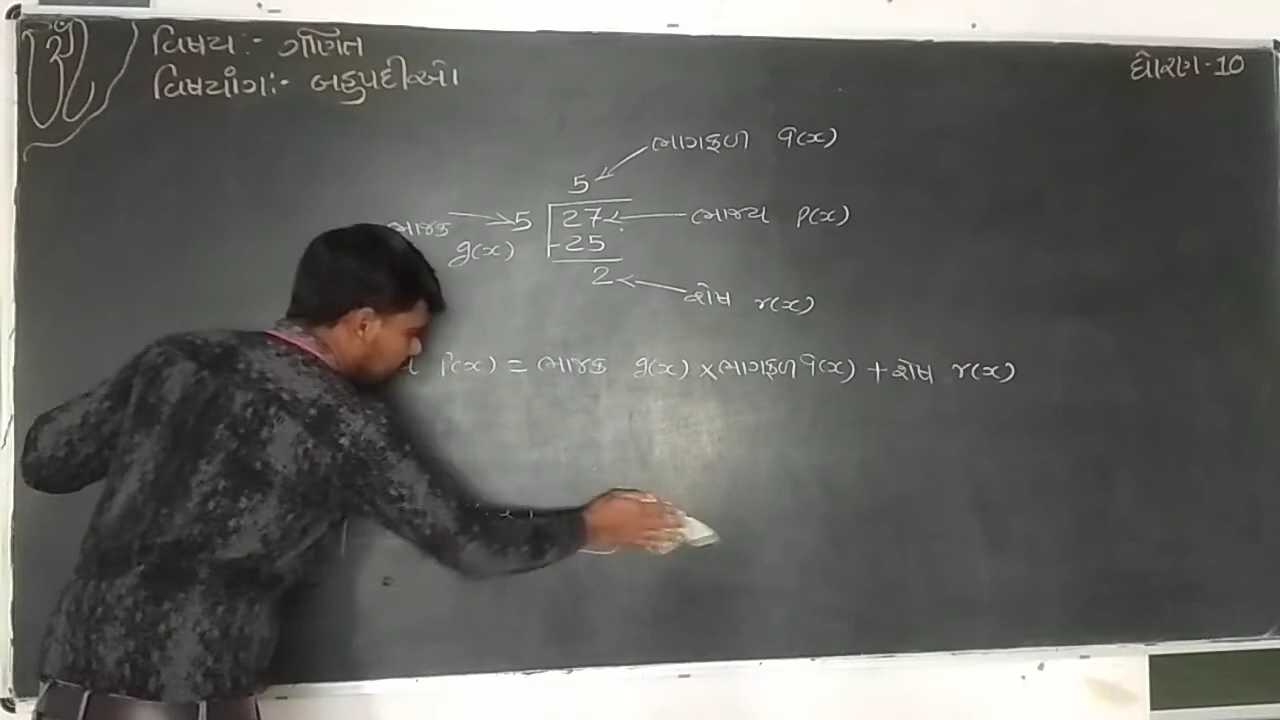 વિષય :- ગણિત
વિષયાંગ :- બહુપદીઓ
ધોરણ - 10
ભાગફળ q(x)
5
ભાજક 5 27 ભાજ્ય p(x)
g(x) - 25
2
શેષ r(x)
p(x) = ભાજક g(x) × ભાગફળ q(x) + શેષ r(x)